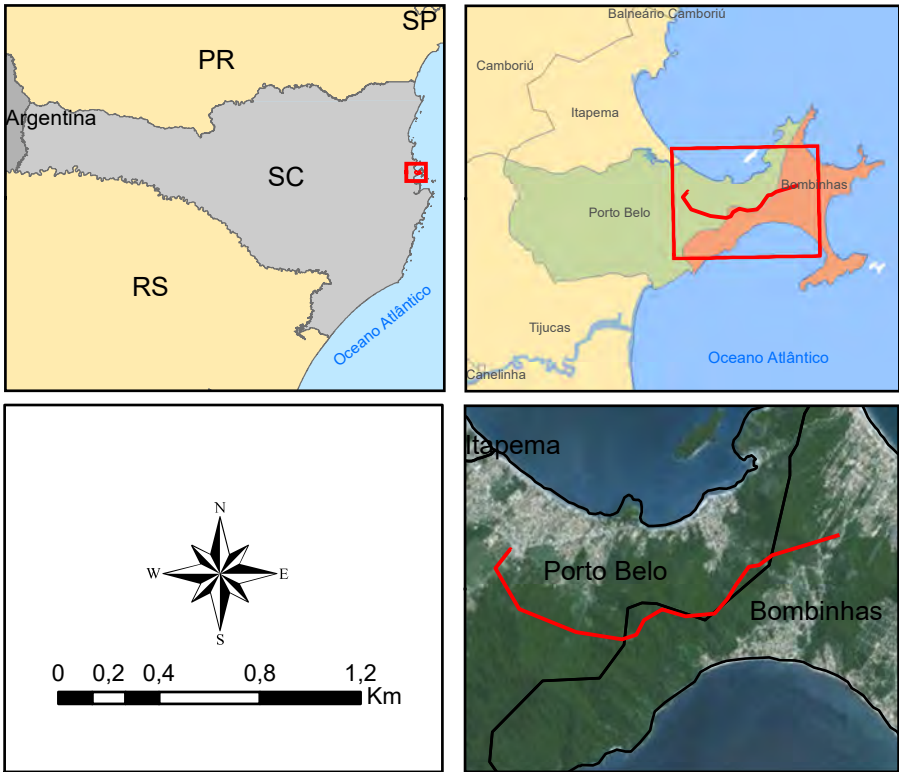 SP
PR
Argentina
SC
RS
Oceano Atlântico
Balneário Camboriú
Camboriú
Itapema
Bombinhas
Porto Belo
Tijucas
Oceano Atlântico
Canelinha
N
W
E
S
0 0,2 0,4 0,8 1,2
Km
Itapema
Porto Belo
Bombinhas